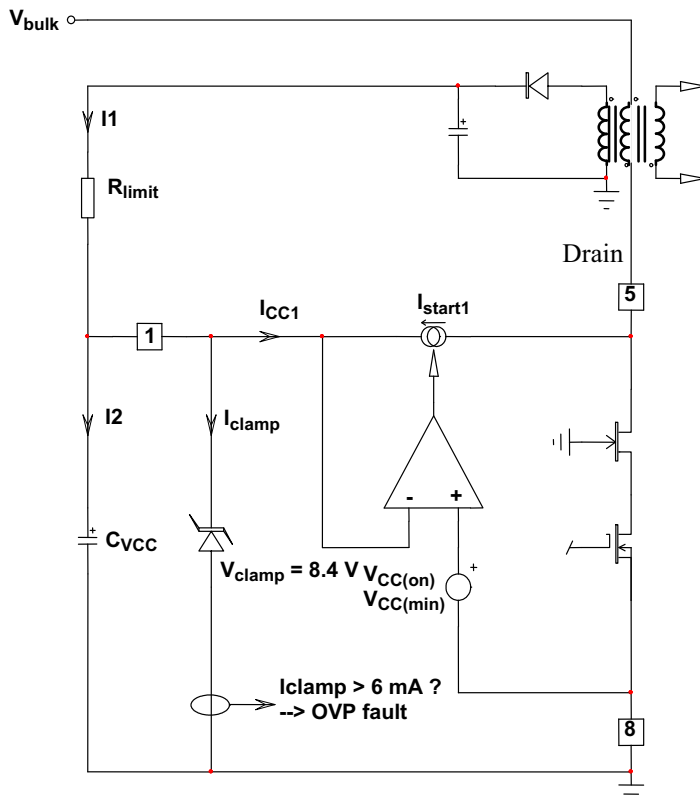 Vbulk
I1
Rlimit
Drain
5
ICC1
Istart1
1
I2
Iclamp
- +
CVCC
Vclamp = 8.4 V VCC(on)
VCC(min)
Iclamp > 6 mA ?
--> OVP fault
8